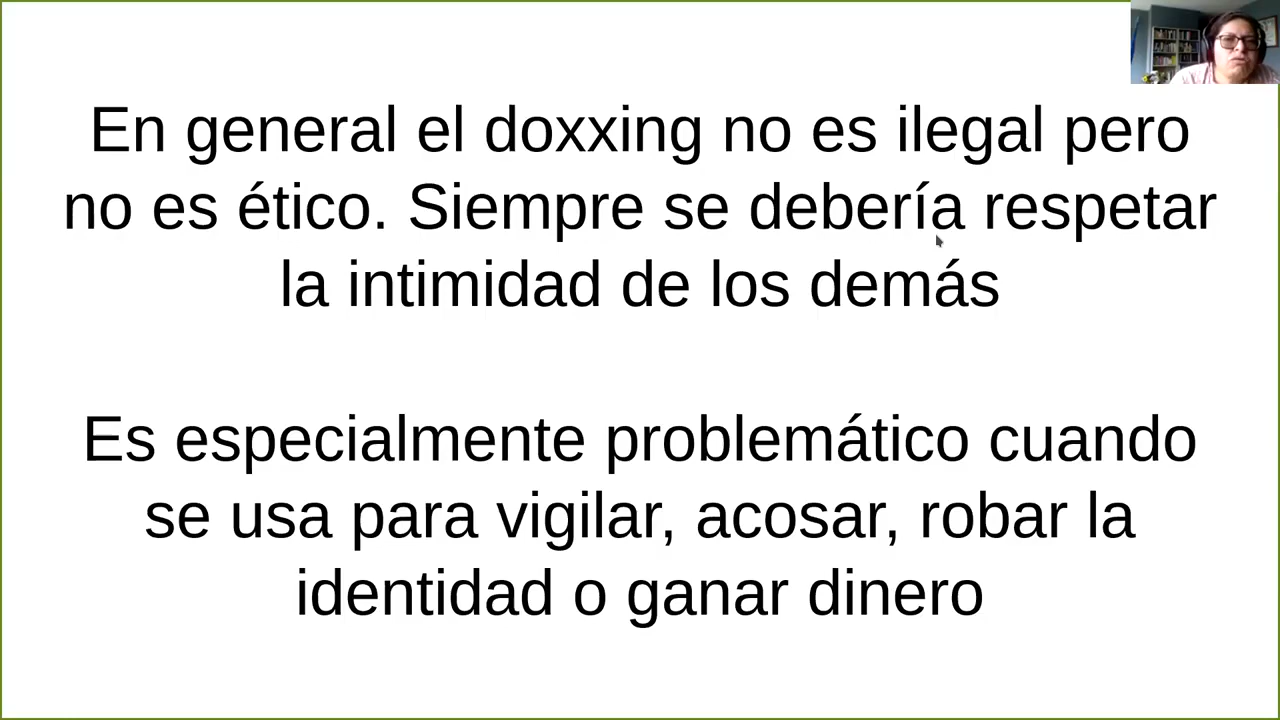 En general el doxxing no es ilegal pero
no es ético. Siempre se debería respetar
la intimidad de los demás
Es especialmente problemático cuando
se usa para vigilar, acosar, robar la
identidad o ganar dinero